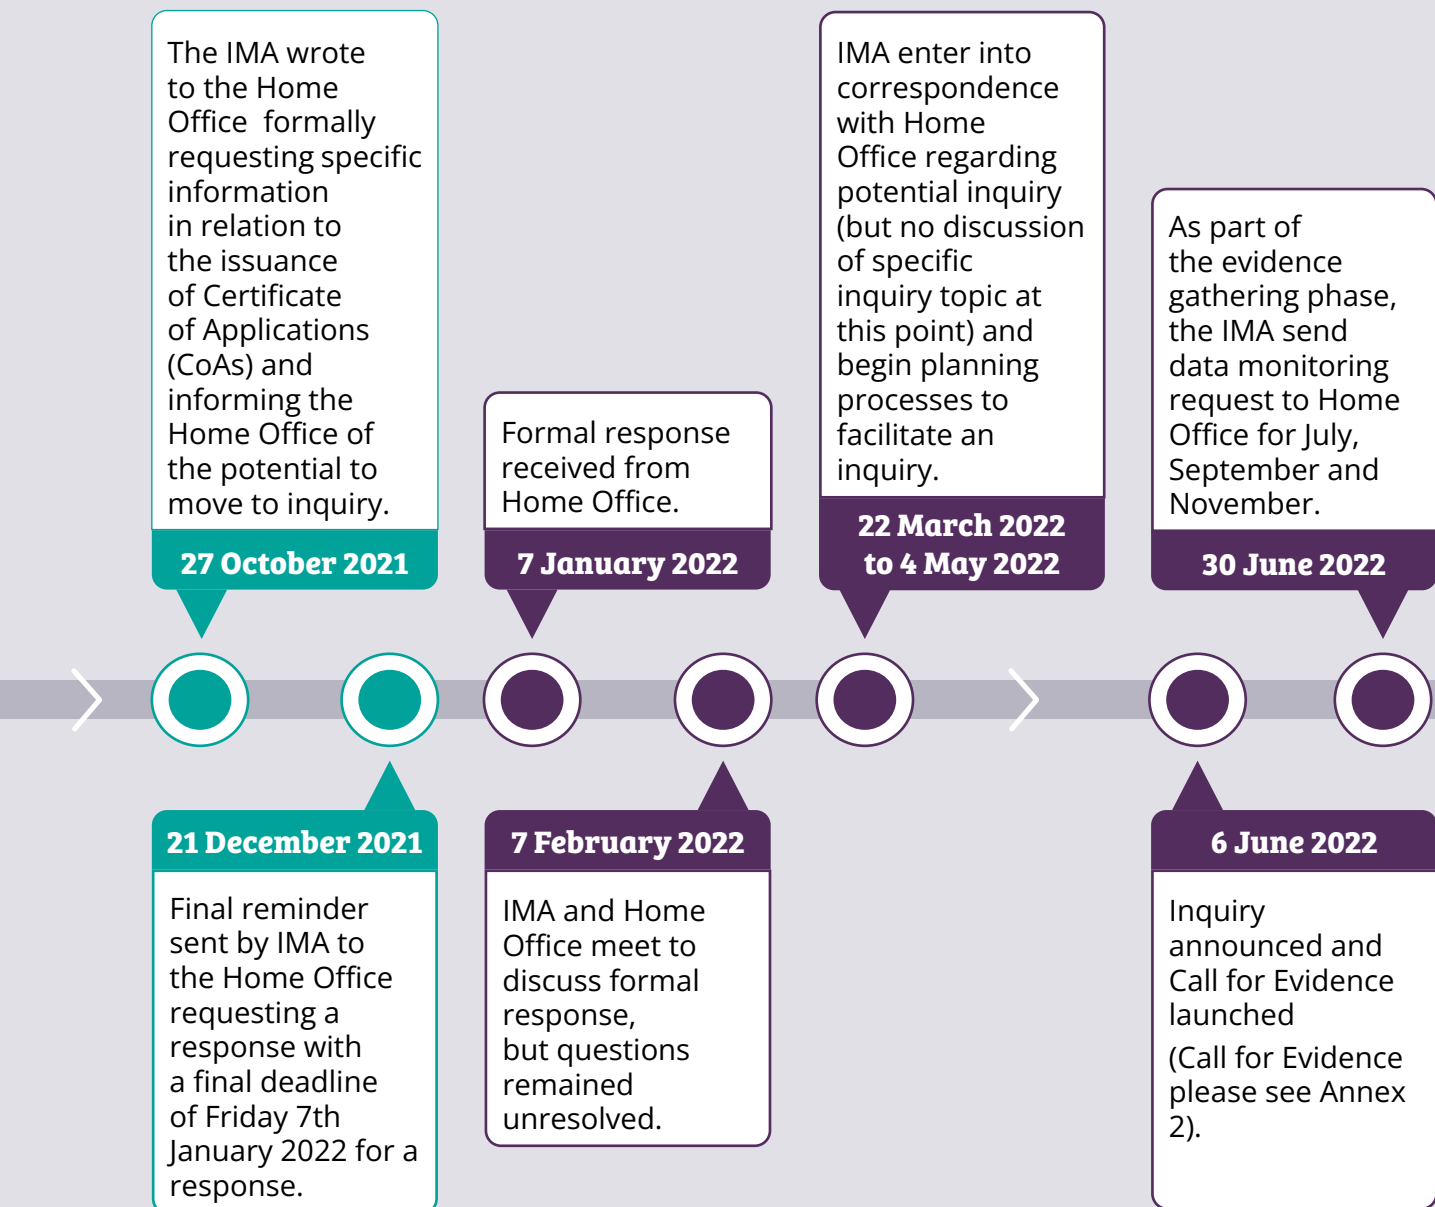 The IMA wrote
to the Home
Office formally
requesting specific
information
in relation to
the issuance
of Certificate
of Applications
(CoAs) and
informing the
Home Office of
the potential to
move to inquiry.
27 October 2021
21 December 2021
Final reminder
sent by IMA to
the Home Office
requesting a
response with
a final deadline
of Friday 7th
January 2022 for a
response.
Formal response
received from
Home Office.
7 January 2022
7 February 2022
IMA and Home
Office meet to
discuss formal
response,
but questions
remained
unresolved.
IMA enter into
correspondence
with Home
Office regarding
potential inquiry
(but no discussion
of specific
inquiry topic at
this point) and
begin planning
processes to
facilitate an
inquiry.
22 March 2022
to 4 May 2022
6 June 2022
Inquiry
announced and
Call for Evidence
launched
(Call for Evidence
please see Annex
2).
As part of
the evidence
gathering phase,
the IMA send
data monitoring
request to Home
Office for July,
September and
November.
30 June 2022